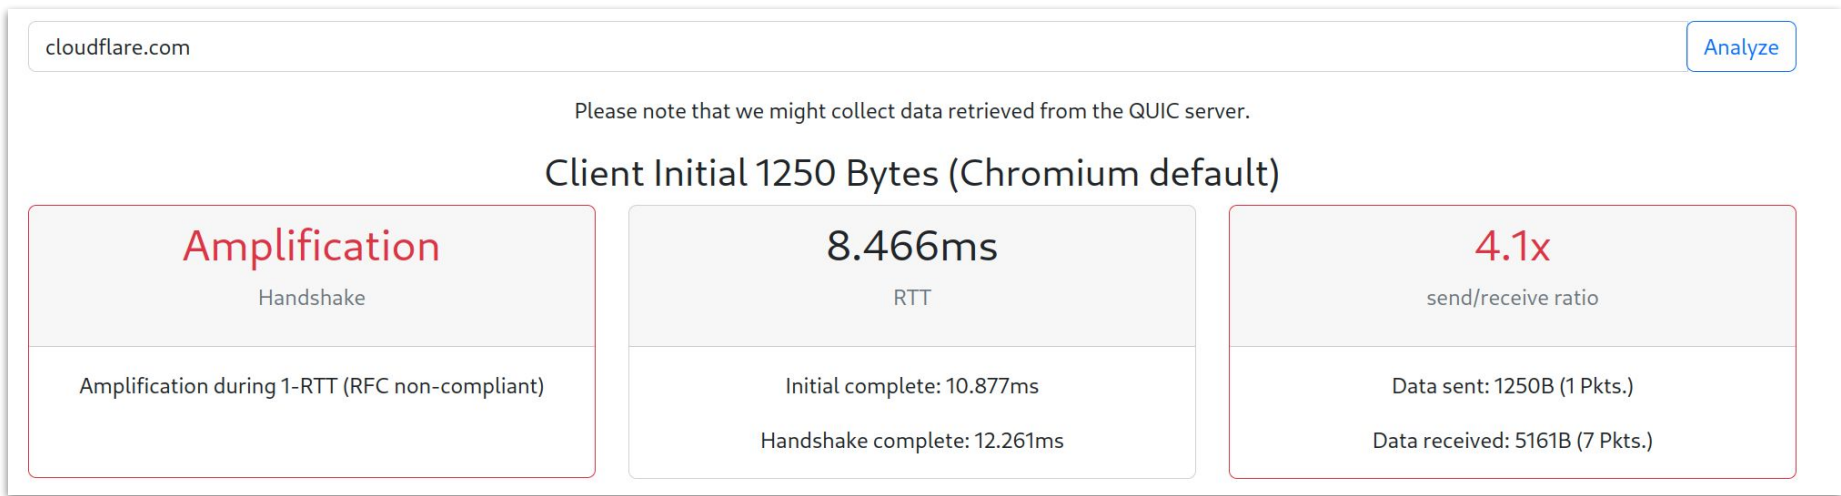 cloudflare.com
Analyze
Please note that we might collect data retrieved from the QUIC server.
Client Initial 1250 Bytes (Chromium default)
Amplification
Handshake
Amplification during 1-RTT (RFC non-compliant)
8.466ms
RTT
Initial complete: 10.877ms
Handshake complete: 12.261ms
4.1x
send/receive ratio
Data sent: 1250B (1 Pkts.)
Data received: 5161B (7 Pkts.)